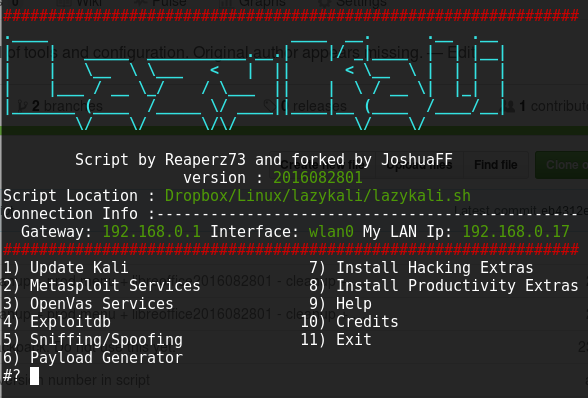 Wiki Pulse Graphs Settings
################################################################
LazyKali
of tools and configuration. Original author appears missing. — Edit
2 branches 0 releases 1 contributor
Script by Reaperz73 and forked by JoshuaFF
version : 2016082801
Find file Clone o
Script Location : Dropbox/Linux/lazykali/lazykali.sh
Connection Info :-----------------------------------------------
Gateway: 192.168.0.1 Interface: wlan0 My LAN Ip: 192.168.0.17
################################################################
1) Update Kali 7) Install Hacking Extras
2) Metasploit Services 8) Install Productivity Extras
3) OpenVas Services 9) Help
4) Exploitdb 10) Credits
5) Sniffing/Spoofing 11) Exit
6) Payload Generator
#?
version number in script